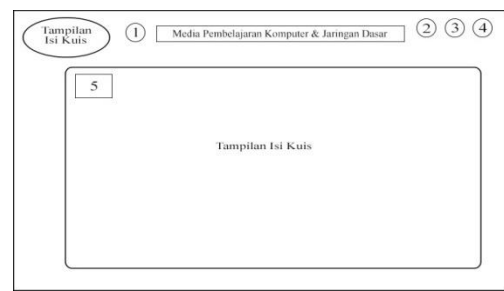 Tampilan
Isi Kuis
1
Media Pembelajaran Komputer & Jaringan Dasar
2 3 4
5
Tampilan Isi Kuis